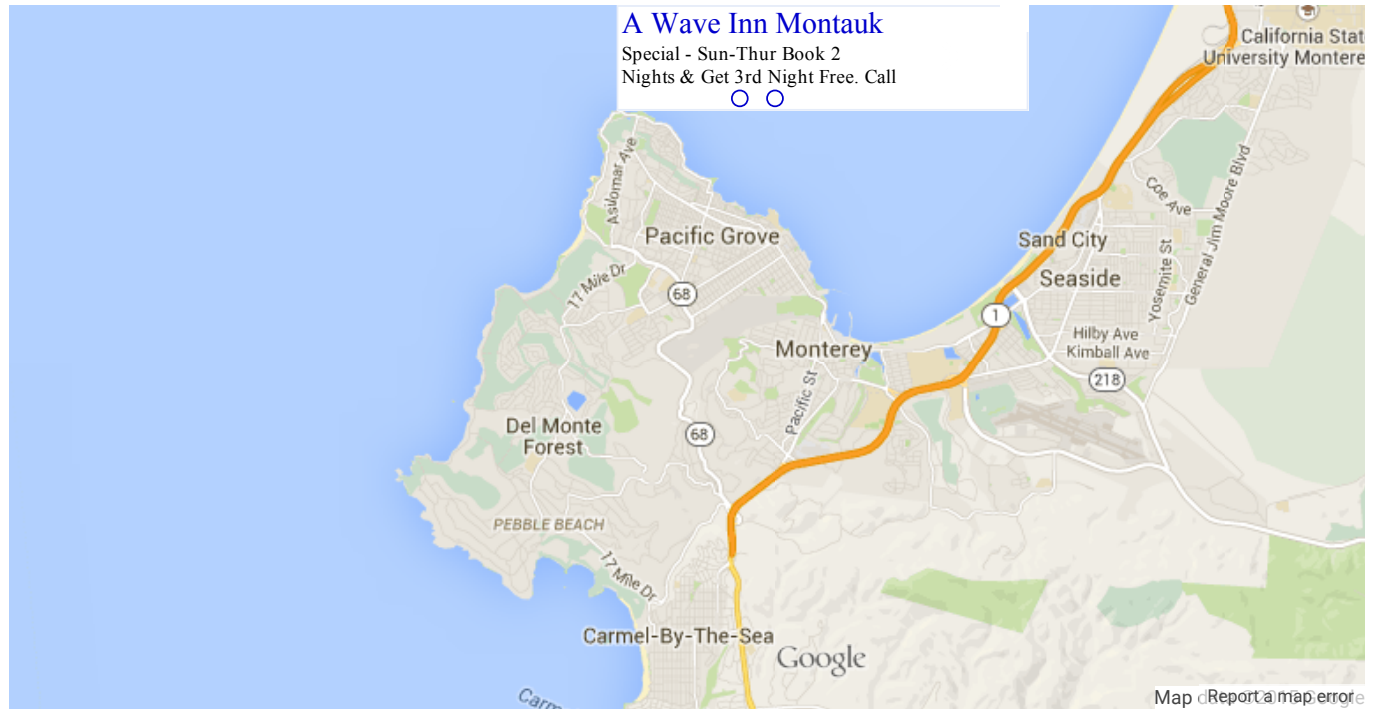 A Wave Inn Montauk
Special - Sun-Thur Book 2
Nights & Get 3rd Night Free. Call
California Stat
University Montere
Asilomar Ave
Coe Ave
General Jim Moore Blvd
Pacific Grove
Sand City
Yosemite St
17 Mile Dr
Seaside
68
1
Hilby Ave
Monterey
Kimball Ave
218
Pacific St
Del Monte
Forest
68
PEBBLE BEACH
17 Mile Dr
Carmel-By-The-Sea
Google
Carm
Map Report a map error